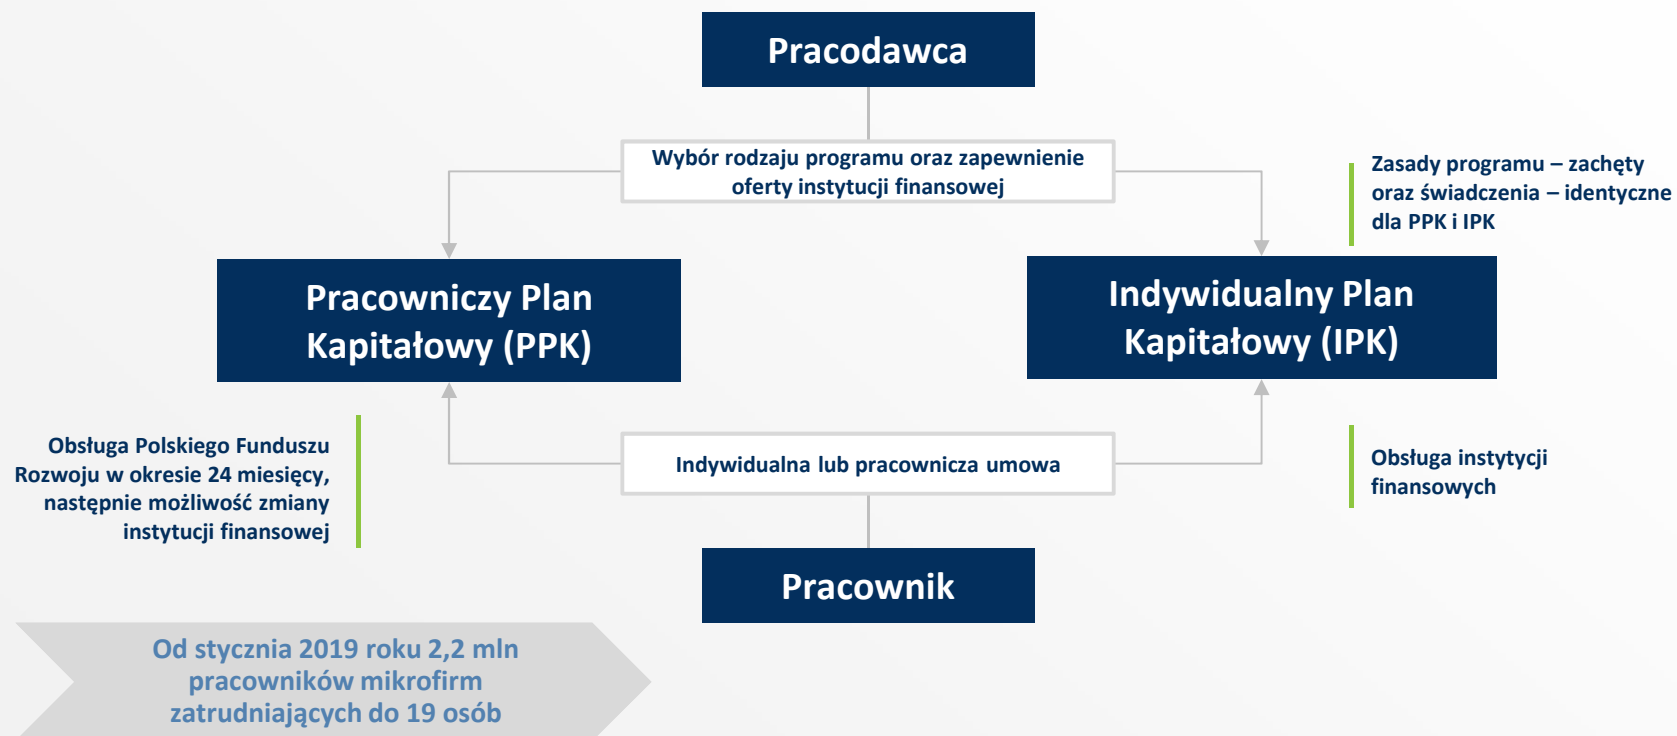 Pracodawca
Wybór rodzaju programu oraz zapewnienie
oferty instytucji finansowej
Zasady programu – zachęty
oraz świadczenia – identyczne
dla PPK i IPK
Pracowniczy Plan
Kapitałowy (PPK)
Indywidualny Plan
Kapitałowy (IPK)
Obsługa Polskiego Funduszu
Rozwoju w okresie 24 miesięcy,
następnie możliwość zmiany
instytucji finansowej
Indywidualna lub pracownicza umowa
Obsługa instytycji
finansowych
Pracownik
Od stycznia 2019 roku 2,2 mln
pracowników mikrofirm
zatrudniających do 19 osób